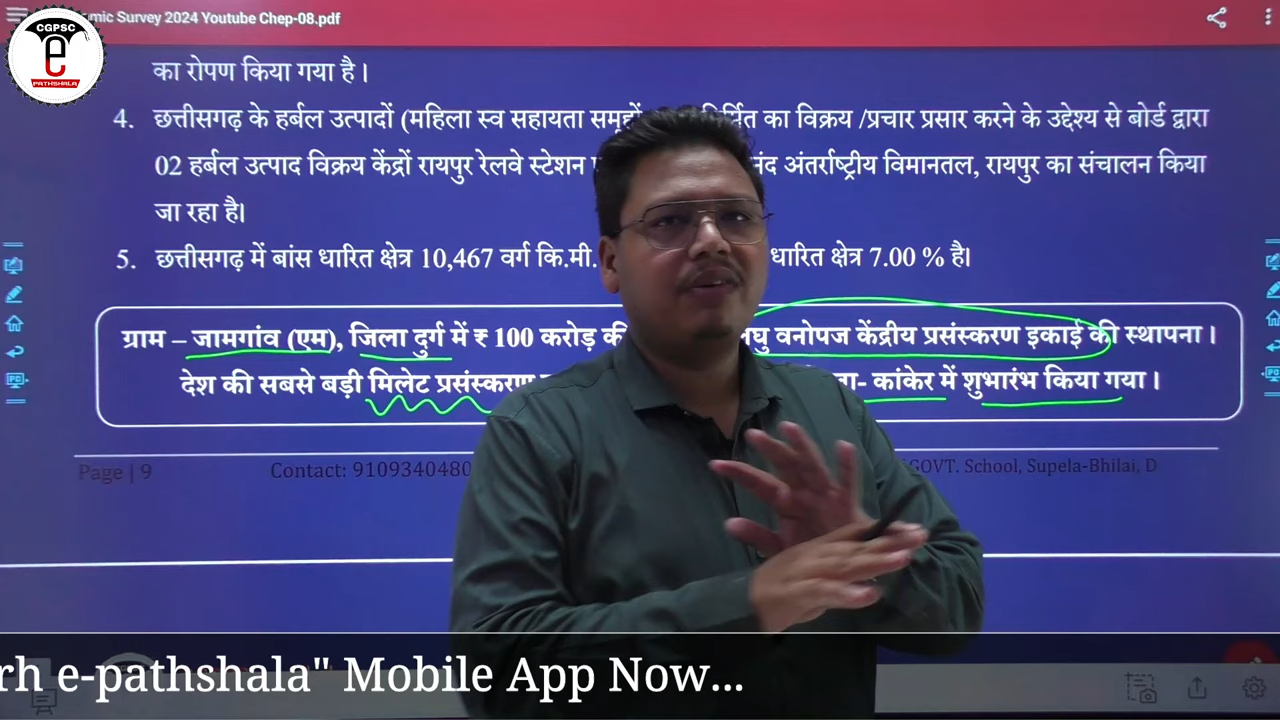 CGPSC
e
PATHSHALA
mic Survey 2024 Youtube Chep-08.pdf
का रोपण किया गया है।
4. छत्तीसगढ़ के हर्बल उत्पादों (महिला स्व सहायता समूहों का विक्रय /प्रचार प्रसार करने के उद्देश्य से बोर्ड द्वारा
02 हर्बल उत्पाद विक्रय केंद्रों रायपुर रेलवे स्टेशन अंतर्राष्ट्रीय विमानतल, रायपुर का संचालन किया
जा रहा है।
5. छत्तीसगढ़ में बांस धारित क्षेत्र 10,467 वर्ग कि.मी. धारित क्षेत्र 7.00 % है।
ग्राम – जामगांव (एम), जिला दुर्ग में ₹ 100 करोड़ की वनोपज केंद्रीय प्रसंस्करण इकाई की स्थापना।
देश की सबसे बड़ी मिलेट प्रसंस्करण कांकेर में शुभारंभ किया गया।
Page | 9 Contact: 9109340480 GOVT. School, Supela-Bhilai, D
rh e-pathshala" Mobile App Now...